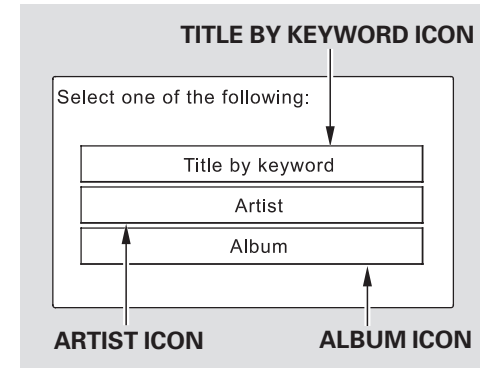 TITLE BY KEYWORD ICON
Select one of the following:
Title by keyword
Artist
Album
ARTIST ICON
ALBUM ICON